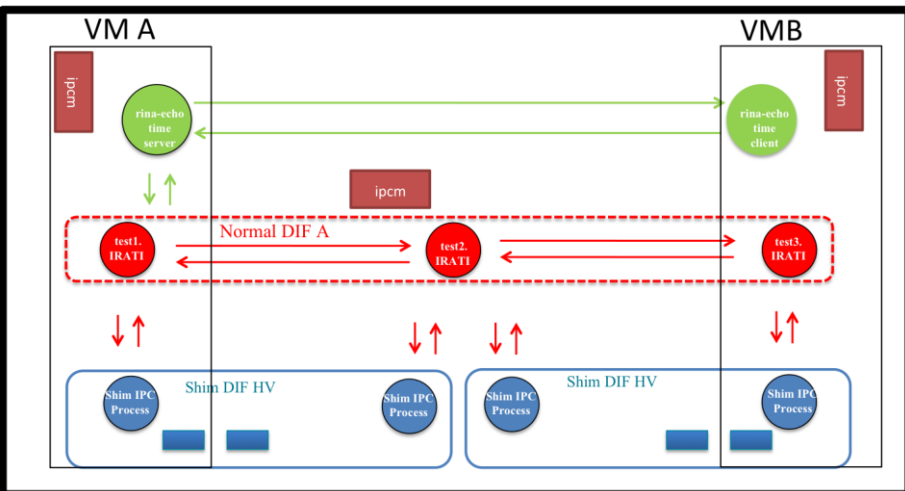 VM A
VMB
ipcm
ipcm
rina-echo
time
server
rina-echo
time
client
ipcm
Normal DIF A
test1.
IRATI
test2.
IRATI
test3.
IRATI
Shim DIF HV
Shim DIF HV
Shim IPC
Process
Shim IPC
Process
Shim IPC
Process
Shim IPC
Process